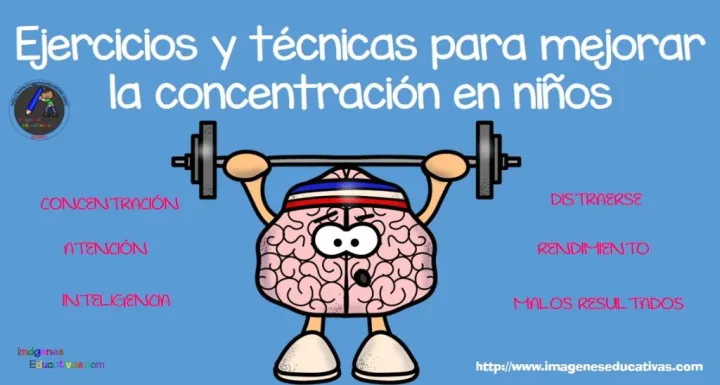 Ejercicios y técnicas para mejorar
la concentración en niños
CONCENTRACIÓN
ATENCIÓN
INTELIGENCIA
DISTRAERSE
RENDIMIENTO
MALOS RESULTADOS
Imágenes
Educativas.com
http://www.imageneseducativas.com